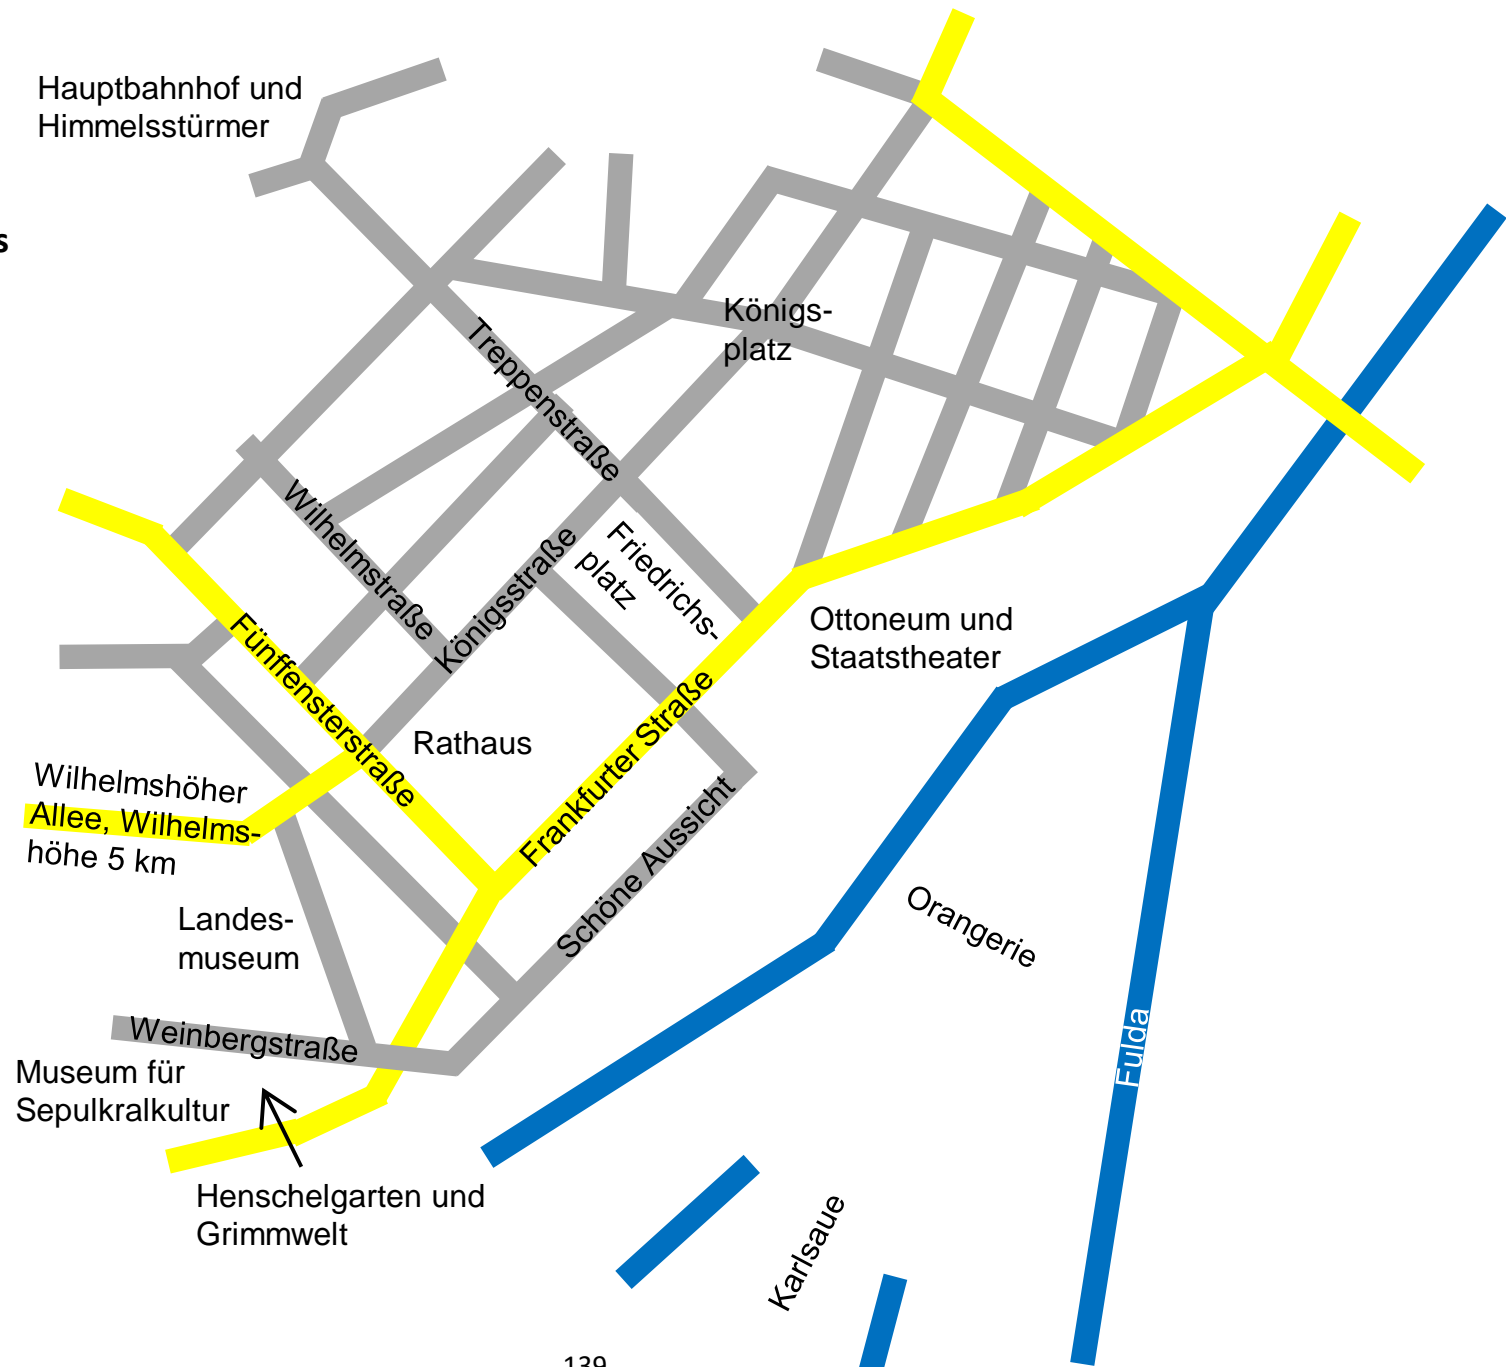 Hauptbahnhof und
Himmelsstürmer
s
Königs-
platz
Treppenstraße
Wilhelmstraße
Königsstraße
Friedrichs-
platz
Ottoneum und
Staatstheater
Fünffensterstraße
Rathaus
Frankfurter Straße
Wilhelmshöher
Allee, Wilhelms-
höhe 5 km
Schöne Aussicht
Landes-
museum
Orangerie
Weinbergstraße
Fulda
Museum für
Sepulkralkultur
Henschelgarten und
Grimmwelt
Karlsaue
139